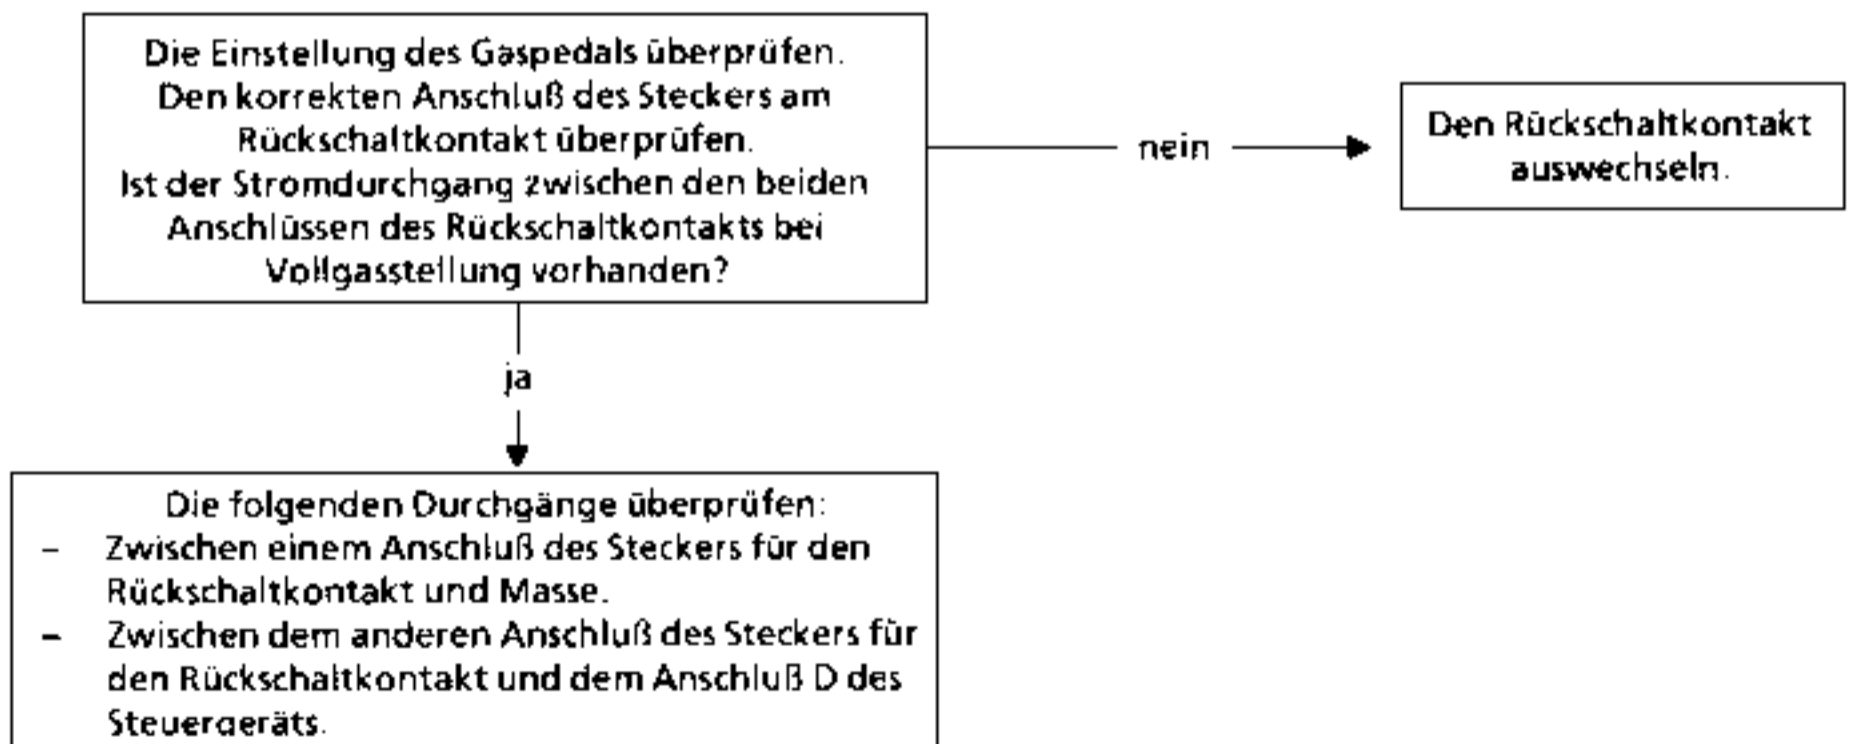 Die Einstellung des Gaspedals überprüfen.
Den korrekten Anschluß des Steckers am
Rückschaltkontakt überprüfen.
Ist der Stromdurchgang zwischen den beiden
Anschlüssen des Rückschaltkontakts bei
Vollgasstellung vorhanden?
nein
Den Rückschaltkontakt
auswechseln.
ja
Die folgenden Durchgänge überprüfen:
– Zwischen einem Anschluß des Steckers für den
Rückschaltkontakt und Masse.
– Zwischen dem anderen Anschluß des Steckers für
den Rückschaltkontakt und dem Anschluß D des
Steuergeräts.